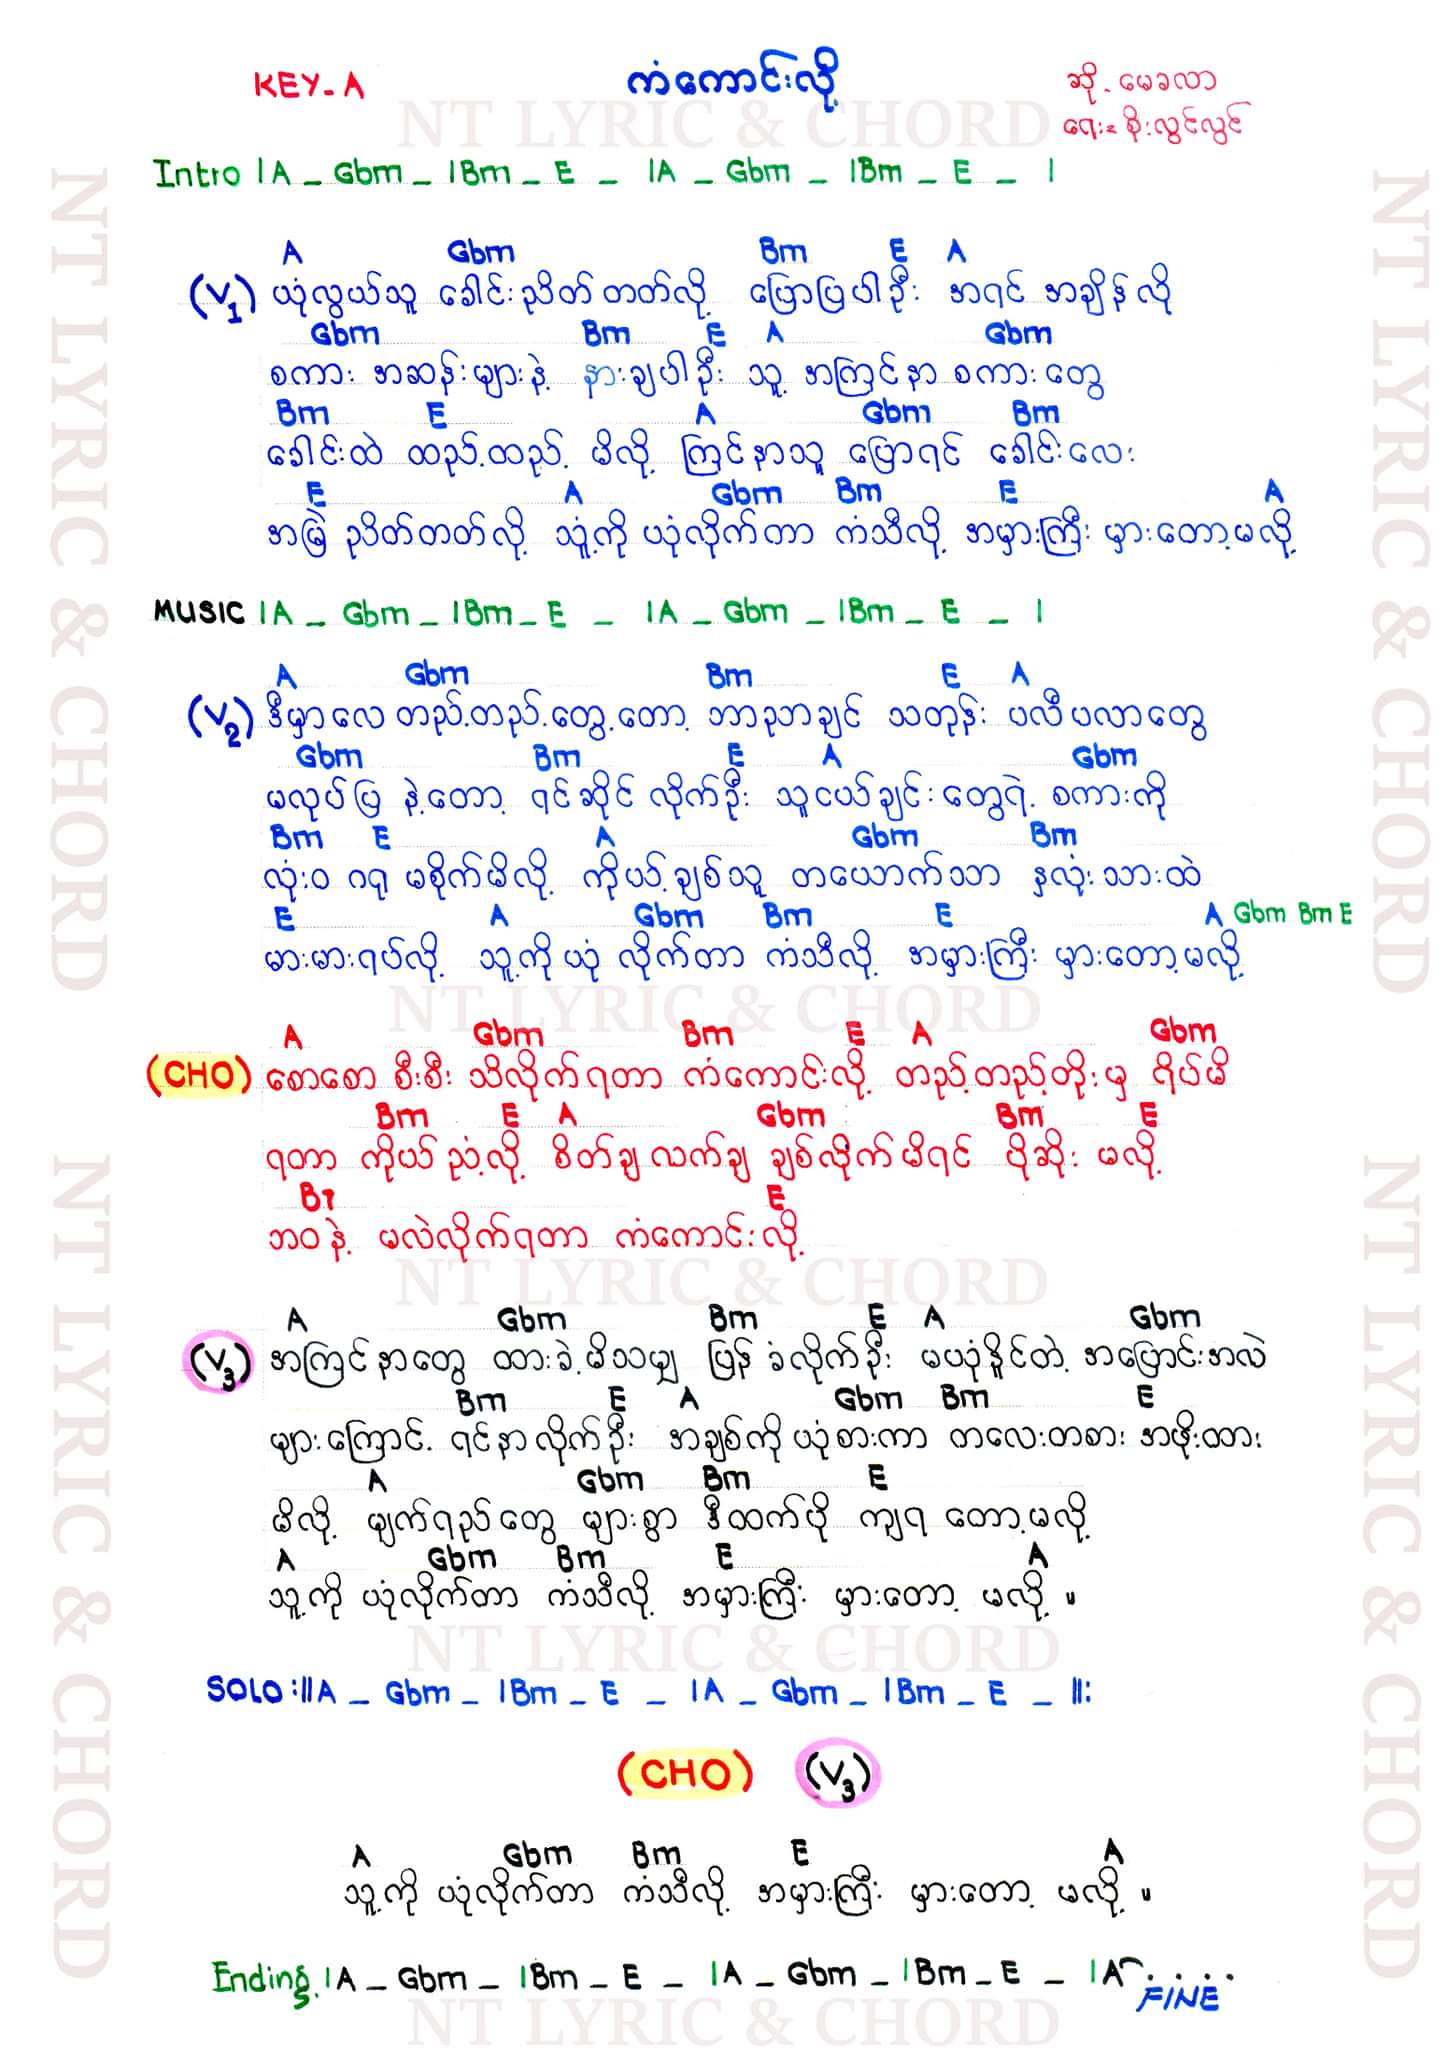 KEY-A
ကံကောင်းလို့
ဆို - မေခလာ
ရေး = စိုးလွင်လွင်
NT LYRIC & CHORD
Intro | A _ Gbm _ | Bm _ E _ | A _ Gbm _ | Bm _ E _ |
A Gbm Bm E A
(V1) ယုံလွယ်သူ ခေါင်းညိတ်တတ်လို့ ပြောပြပါဦး အရင် အချိန်လို
Gbm Bm E A Gbm
စကား အဆန်းများနဲ့ နားချပါဦး သူ့ အကြင်နာ စကားတွေ
Bm E A Gbm Bm
ခေါင်းထဲ ထည့်ထည့် မိလို့ ကြင်နာသူ ပြောရင် ခေါင်းလေး
E A Gbm Bm E A
အမြဲ ညိတ်တတ်လို့ သူ့ကို ယုံလိုက်တာ ကံသီလို့ အမှားကြီး မှားတော့မလို့
MUSIC | A _ Gbm _ | Bm _ E _ | A _ Gbm _ | Bm _ E _ |
A Gbm Bm E A
(V2) ဒီမှာလေ တည့်တည့်တွေ့တော့ ဘာညာချင် သတုန်း ပလီပလာတွေ
Gbm Bm E A Gbm
မလုပ်ပြ နဲ့တော့ ရင်ဆိုင် လိုက်ဦး သူငယ်ချင်းတွေရဲ့ စကားကို
Bm E A Gbm Bm
လုံးဝ ဂရု မစိုက်မိလို့ ကိုယ့်ချစ်သူ တယောက်သာ နှလုံးသားထဲ
E A Gbm Bm E A Gbm Bm E
မားမားရပ်လို့ သူ့ကို ယုံ လိုက်တာ ကံသီလို့ အမှားကြီး မှားတော့မလို့
NT LYRIC & CHORD
A Gbm Bm E A Gbm
(CHO) စောစော စီးစီး သိလိုက်ရတာ ကံကောင်းလို့ တည့်တည့်တိုးမှ ရိပ်မိ
Bm E A Gbm Bm E
ရတာ ကိုယ် ညံ့လို့ စိတ်ချ လက်ချ ချစ်လိုက်မိရင် ပိုဆိုး မလို့
B7 E
ဘဝနဲ့ မလဲလိုက်ရတာ ကံကောင်းလို့
NT LYRIC & CHORD
A Gbm Bm E A Gbm
(V3) အကြင်နာတွေ ထားခဲ့မိသမျှ ပြန် ခံလိုက်ဦး မယုံနိူင်တဲ့ အပြောင်းအလဲ
Bm E A Gbm Bm E
များကြောင့် ရင်နာလိုက်ဦး အချစ်ကို ယုံစားကာ တလေးတစား အဖိုးထား
A Gbm Bm E
မိလို့ မျက်ရည်တွေ များစွာ ဒီထက်ပို ကျရ တော့မလို့
A Gbm Bm E A
သူ့ကို ယုံလိုက်တာ ကံသီလို့ အမှားကြီး မှားတော့ မလို့ ။
NT LYRIC & CHORD
SOLO :|| A _ Gbm _ | Bm _ E _ | A _ Gbm _ | Bm _ E _ ||:
(CHO) (V3)
A Gbm Bm E A
သူ့ကို ယုံလိုက်တာ ကံသီလို့ အမှားကြီး မှားတော့ မလို့ ။
Ending | A _ Gbm _ | Bm _ E _ | A _ Gbm _ | Bm _ E _ | A . . . .
FINE
NT LYRIC & CHORD
NT LYRIC & CHORD
NT LYRIC & CHORD
NT LYRIC & CHORD
NT LYRIC & CHORD